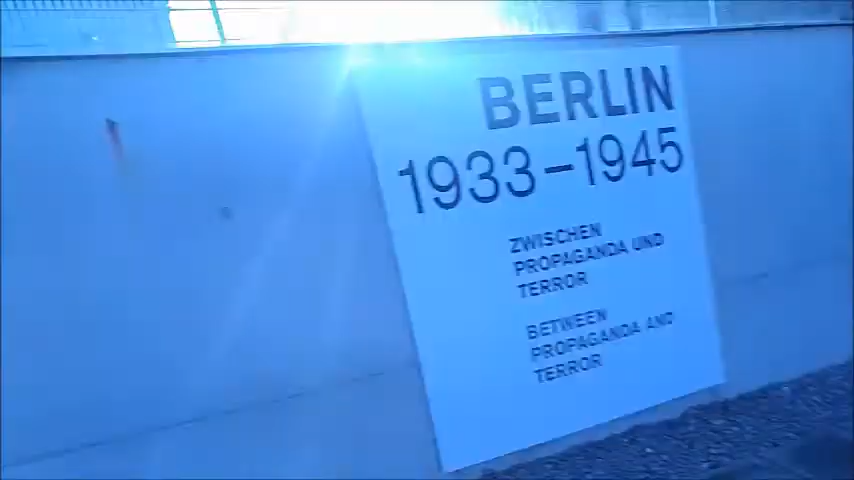 BERLIN
1933–1945
ZWISCHEN
PROPAGANDA UND
TERROR
BETWEEN
PROPAGANDA AND
TERROR